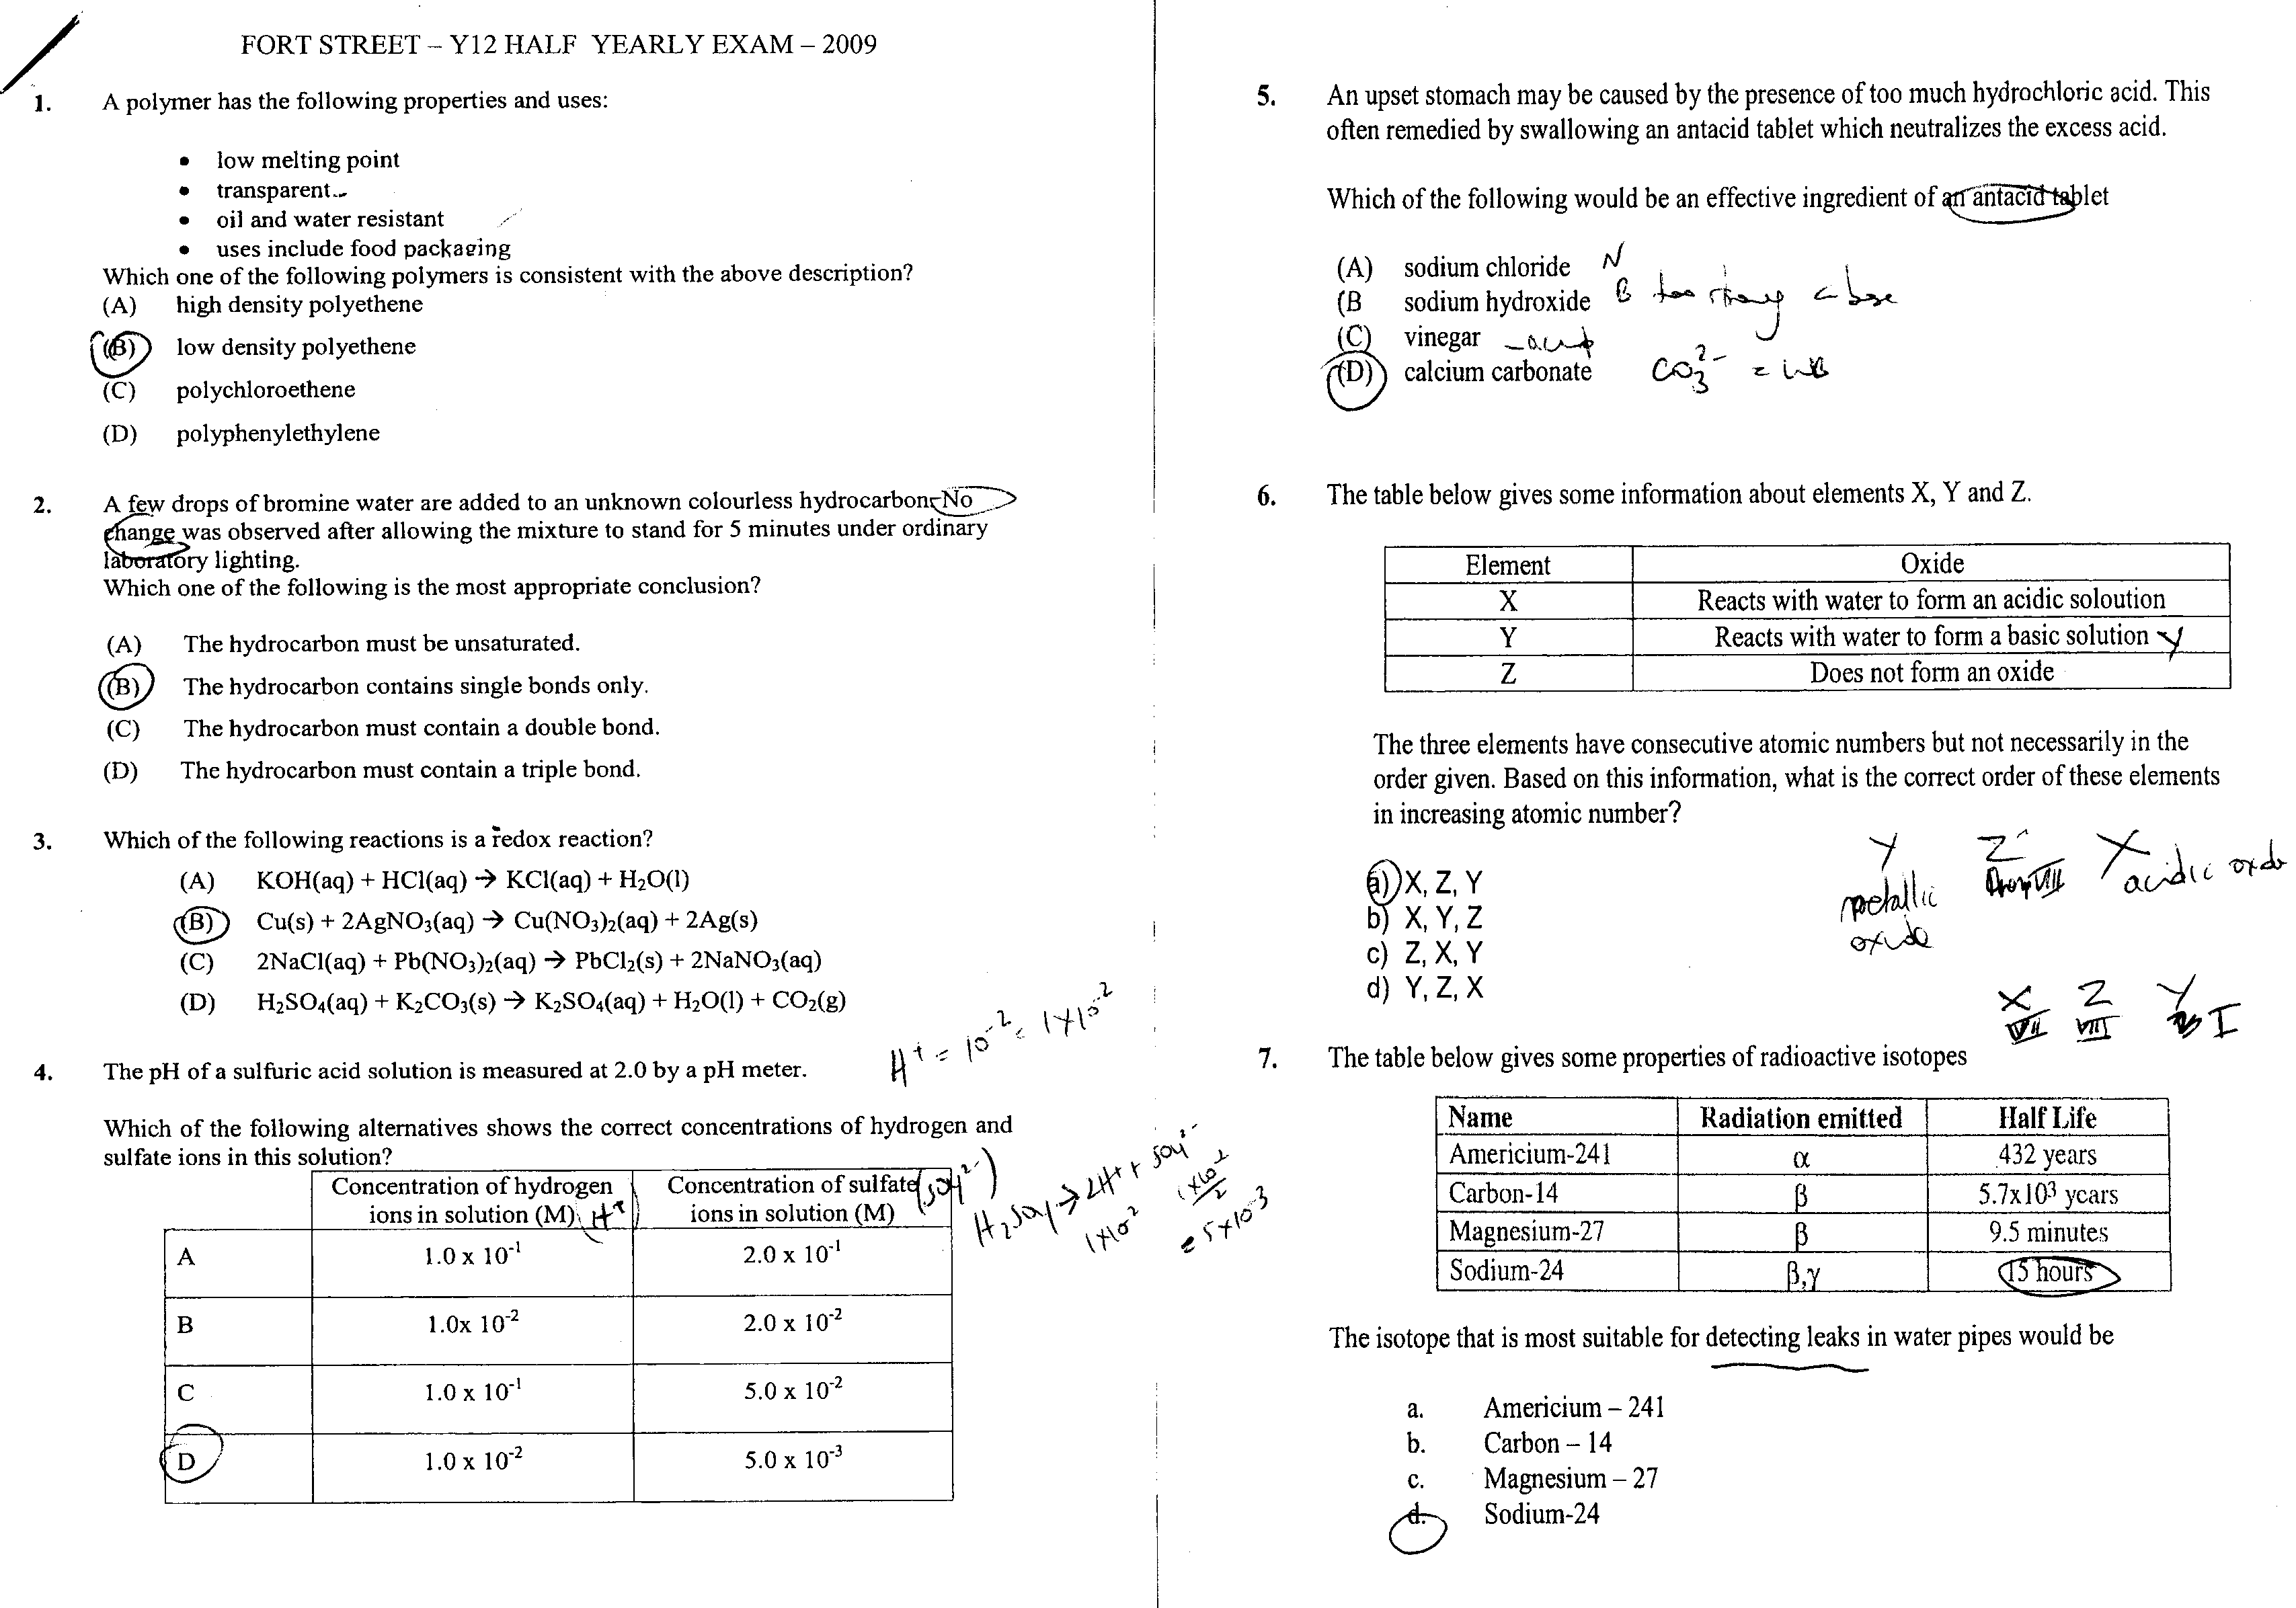 FORT STREET – Y12 HALF YEARLY EXAM – 2009
1. A polymer has the following properties and uses:
• low melting point
• transparent
• oil and water resistant
• uses include food packaging
Which one of the following polymers is consistent with the above description?
(A) high density polyethene
(B) low density polyethene
(C) polychloroethene
(D) polyphenylethylene
2. A few drops of bromine water are added to an unknown colourless hydrocarbon. No
change was observed after allowing the mixture to stand for 5 minutes under ordinary
laboratory lighting.
Which one of the following is the most appropriate conclusion?
(A) The hydrocarbon must be unsaturated.
(B) The hydrocarbon contains single bonds only.
(C) The hydrocarbon must contain a double bond.
(D) The hydrocarbon must contain a triple bond.
3. Which of the following reactions is a redox reaction?
(A) KOH(aq) + HCl(aq) → KCl(aq) + H₂O(l)
(B) Cu(s) + 2AgNO₃(aq) → Cu(NO₃)₂(aq) + 2Ag(s)
(C) 2NaCl(aq) + Pb(NO₃)₂(aq) → PbCl₂(s) + 2NaNO₃(aq)
(D) H₂SO₄(aq) + K₂CO₃(s) → K₂SO₄(aq) + H₂O(l) + CO₂(g)
H⁺ = 10⁻² = 1×10⁻²
4. The pH of a sulfuric acid solution is measured at 2.0 by a pH meter.
Which of the following alternatives shows the correct concentrations of hydrogen and
sulfate ions in this solution?
Concentration of hydrogen ions in solution (M) (H⁺) Concentration of sulfate ions in solution (M) (SO₄²⁻)
H₂SO₄ → 2H⁺ + SO₄²⁻
1×10⁻² 1×10⁻²/2
= 5×10⁻³
A 1.0 x 10⁻¹ 2.0 x 10⁻¹
B 1.0x 10⁻² 2.0 x 10⁻²
C 1.0 x 10⁻¹ 5.0 x 10⁻²
D 1.0 x 10⁻² 5.0 x 10⁻³
5. An upset stomach may be caused by the presence of too much hydrochloric acid. This
often remedied by swallowing an antacid tablet which neutralizes the excess acid.
Which of the following would be an effective ingredient of an antacid tablet
(A) sodium chloride N
(B sodium hydroxide B too strong a base
(C) vinegar – acid
(D) calcium carbonate CO₃²⁻ = WB
6. The table below gives some information about elements X, Y and Z.
Element Oxide
X Reacts with water to form an acidic soloution
Y Reacts with water to form a basic solution Y
Z Does not form an oxide
The three elements have consecutive atomic numbers but not necessarily in the
order given. Based on this information, what is the correct order of these elements
in increasing atomic number?
Y Z X
metallic oxide acidic oxide
a) X, Z, Y
b) X, Y, Z
c) Z, X, Y
d) Y, Z, X
X Z Y
VII VIII I
7. The table below gives some properties of radioactive isotopes
Name Radiation emitted Half Life
Americium-241 α 432 years
Carbon-14 β 5.7x10³ years
Magnesium-27 β 9.5 minutes
Sodium-24 β,γ 15 hours
The isotope that is most suitable for detecting leaks in water pipes would be
a. Americium – 241
b. Carbon – 14
c. Magnesium – 27
d. Sodium-24